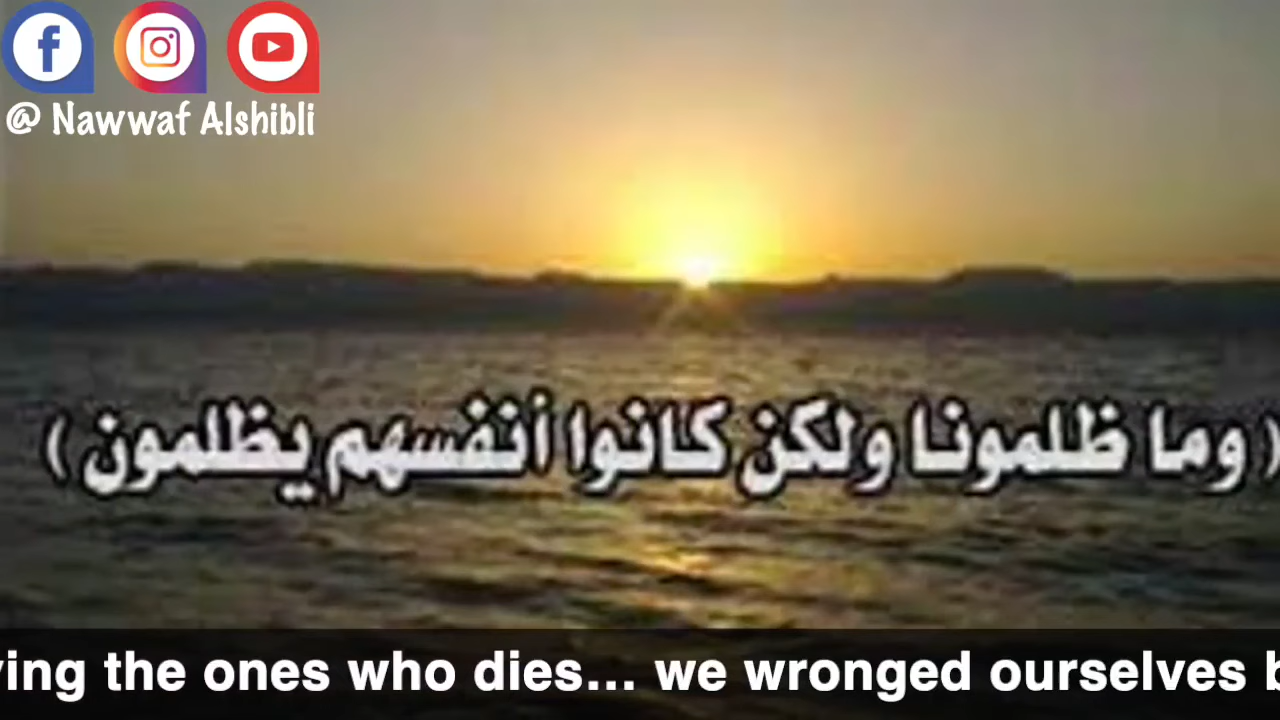 @ Nawwaf Alshibli
( وما ظلمونا ولكن كانوا أنفسهم يظلمون )
the ones who dies... we wronged ourselves